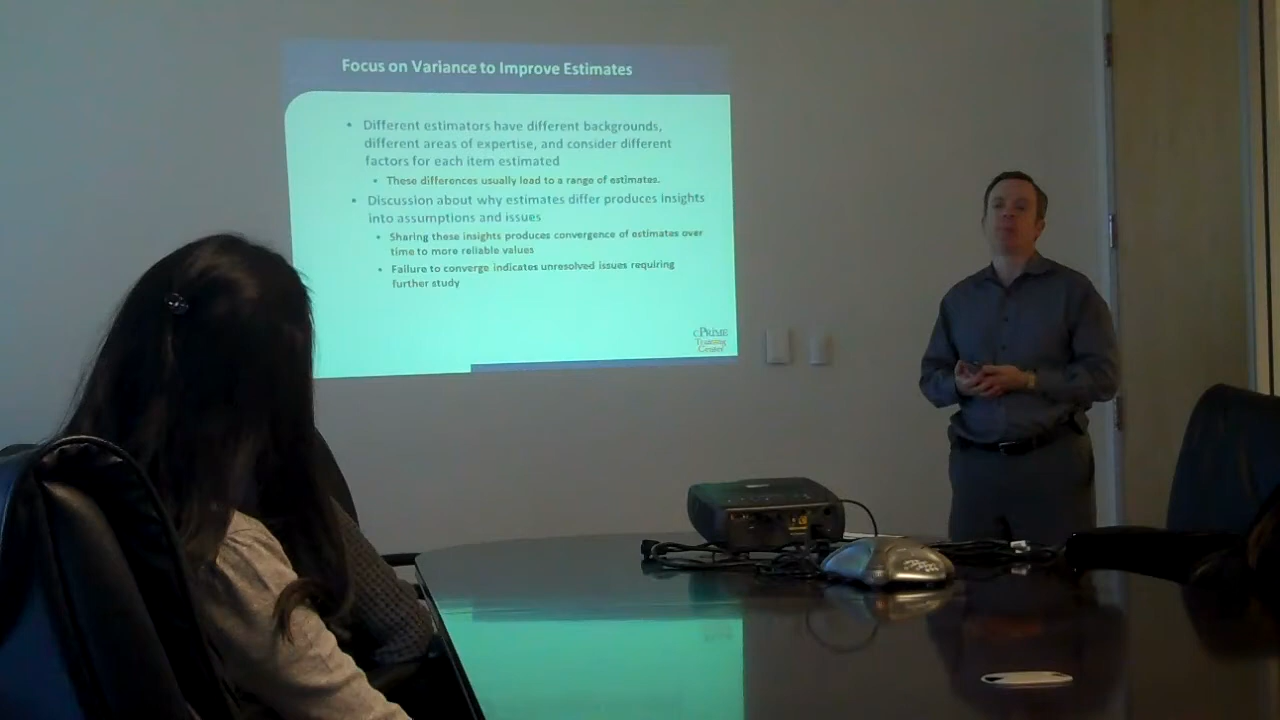 Focus on Variance to Improve Estimates
• Different estimators have different backgrounds,
different areas of expertise, and consider different
factors for each item estimated
• These differences usually lead to a range of estimates.
• Discussion about why estimates differ produces insights
into assumptions and issues
• Sharing these insights produces convergence of estimates over
time to more reliable values
• Failure to converge indicates unresolved issues requiring
further study
cPRIME
Training
Center